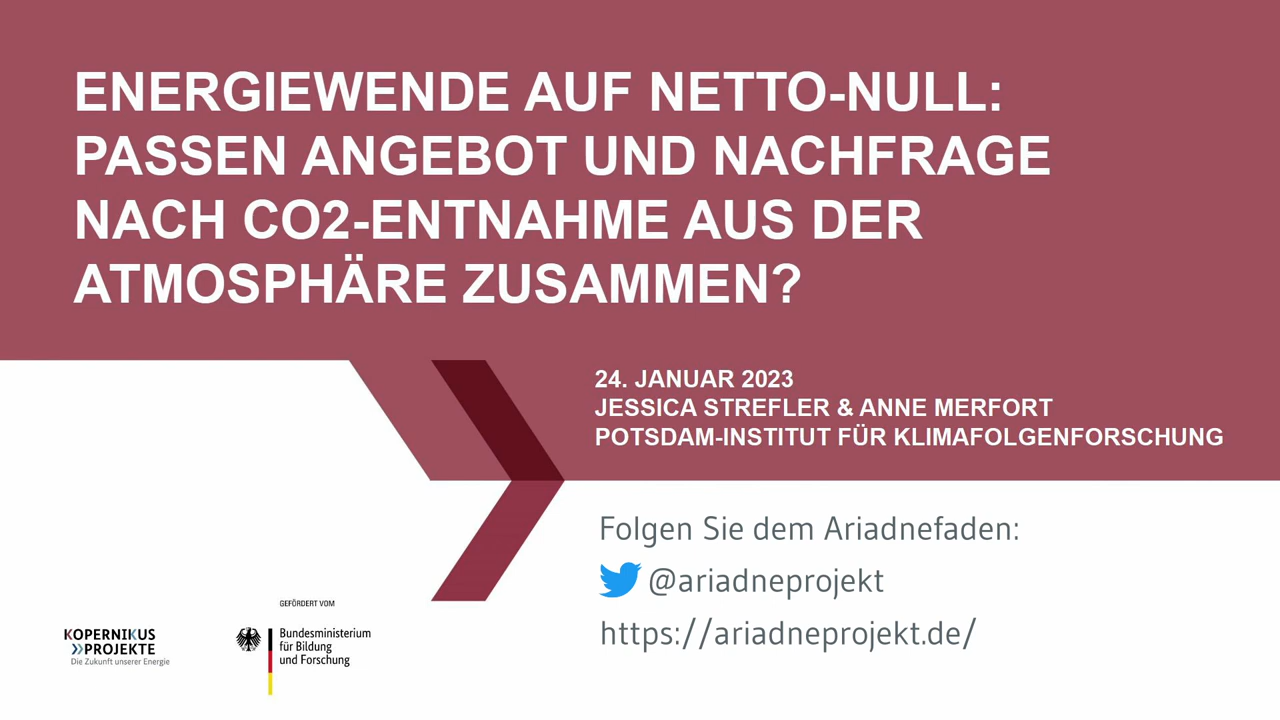 ENERGIEWENDE AUF NETTO-NULL:
PASSEN ANGEBOT UND NACHFRAGE
NACH CO2-ENTNAHME AUS DER
ATMOSPHÄRE ZUSAMMEN?
24. JANUAR 2023
JESSICA STREFLER & ANNE MERFORT
POTSDAM-INSTITUT FÜR KLIMAFOLGENFORSCHUNG
Folgen Sie dem Ariadnefaden:
@ariadneprojekt
https://ariadneprojekt.de/
KOPERNIKUS
PROJEKTE
Die Zukunft unserer Energie
GEFÖRDERT VOM
Bundesministerium
für Bildung
und Forschung